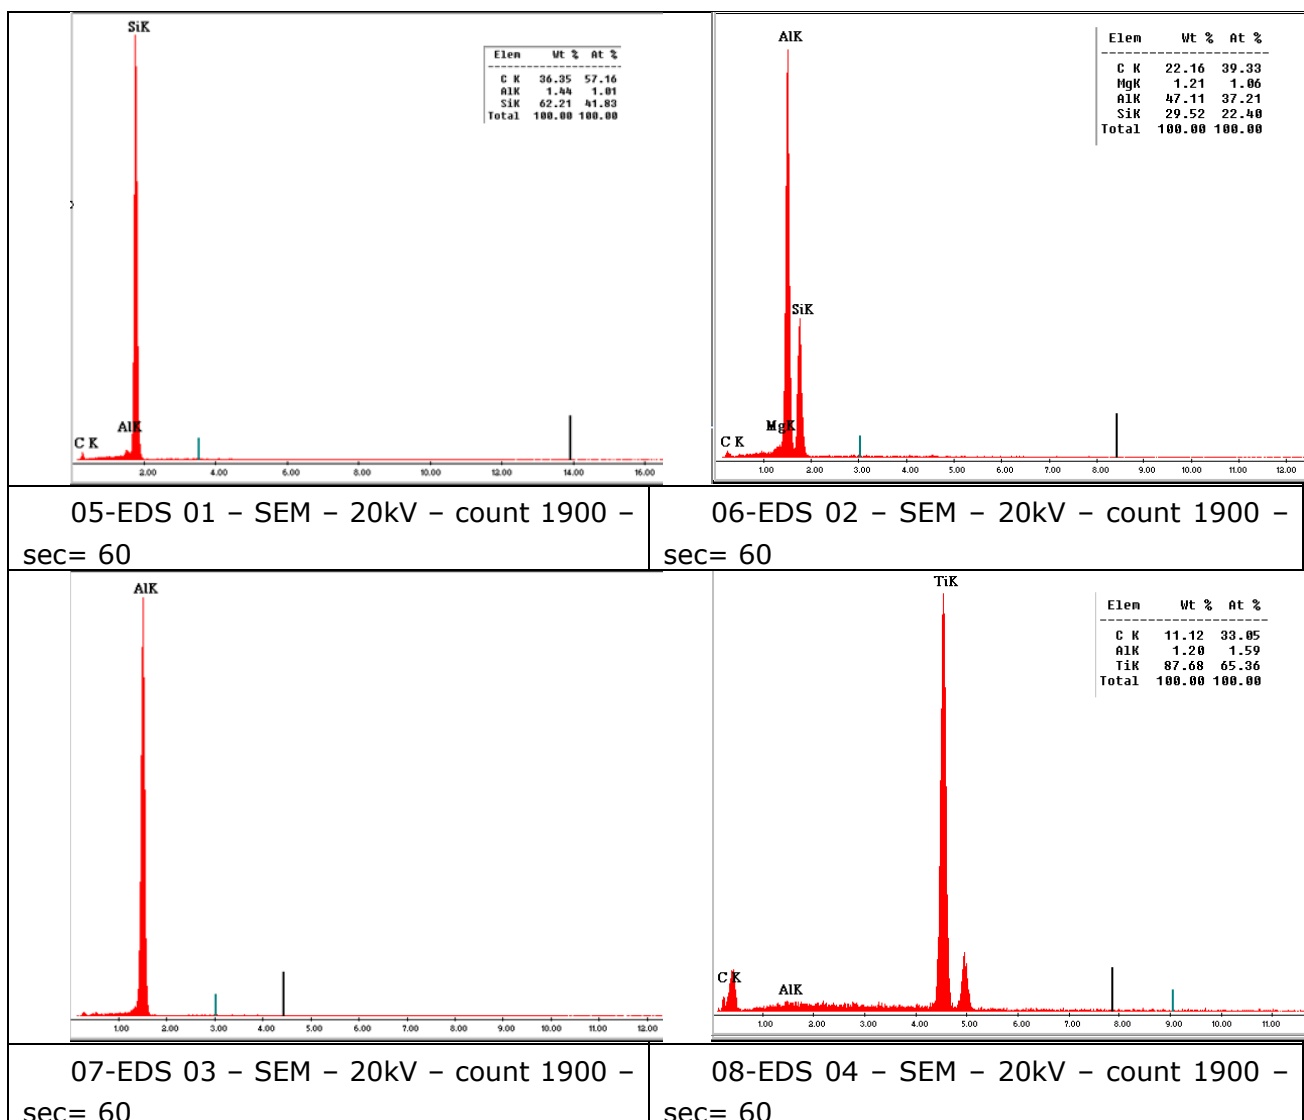 SiK
Elem Wt % At %
C K 36.35 57.16
AlK 1.44 1.01
SiK 62.21 41.83
Total 100.00 100.00
AlK
C K
2.00 4.00 6.00 8.00 10.00 12.00 14.00 16.00
AlK
Elem Wt % At %
C K 22.16 39.33
MgK 1.21 1.06
AlK 47.11 37.21
SiK 29.52 22.40
Total 100.00 100.00
SiK
MgK
C K
1.00 2.00 3.00 4.00 5.00 6.00 7.00 8.00 9.00 10.00 11.00 12.00
05-EDS 01 – SEM – 20kV – count 1900 –
sec= 60
06-EDS 02 – SEM – 20kV – count 1900 –
sec= 60
AlK
1.00 2.00 3.00 4.00 5.00 6.00 7.00 8.00 9.00 10.00 11.00 12.00
TiK
Elem Wt % At %
C K 11.12 33.05
AlK 1.20 1.59
TiK 87.68 65.36
Total 100.00 100.00
C K
AlK
1.00 2.00 3.00 4.00 5.00 6.00 7.00 8.00 9.00 10.00 11.00
07-EDS 03 – SEM – 20kV – count 1900 –
sec= 60
08-EDS 04 – SEM – 20kV – count 1900 –
sec= 60